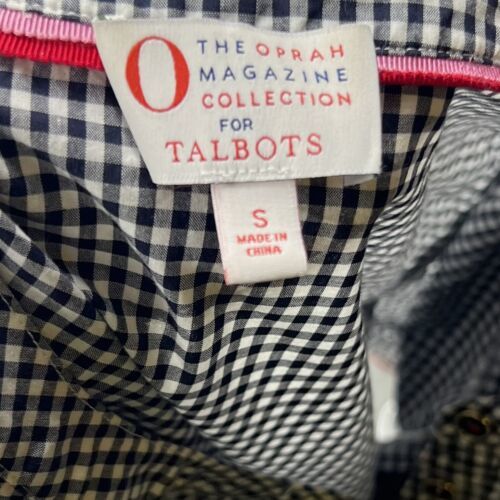 O THE OPRAH
MAGAZINE
COLLECTION
FOR
TALBOTS
S
MADE IN
CHINA